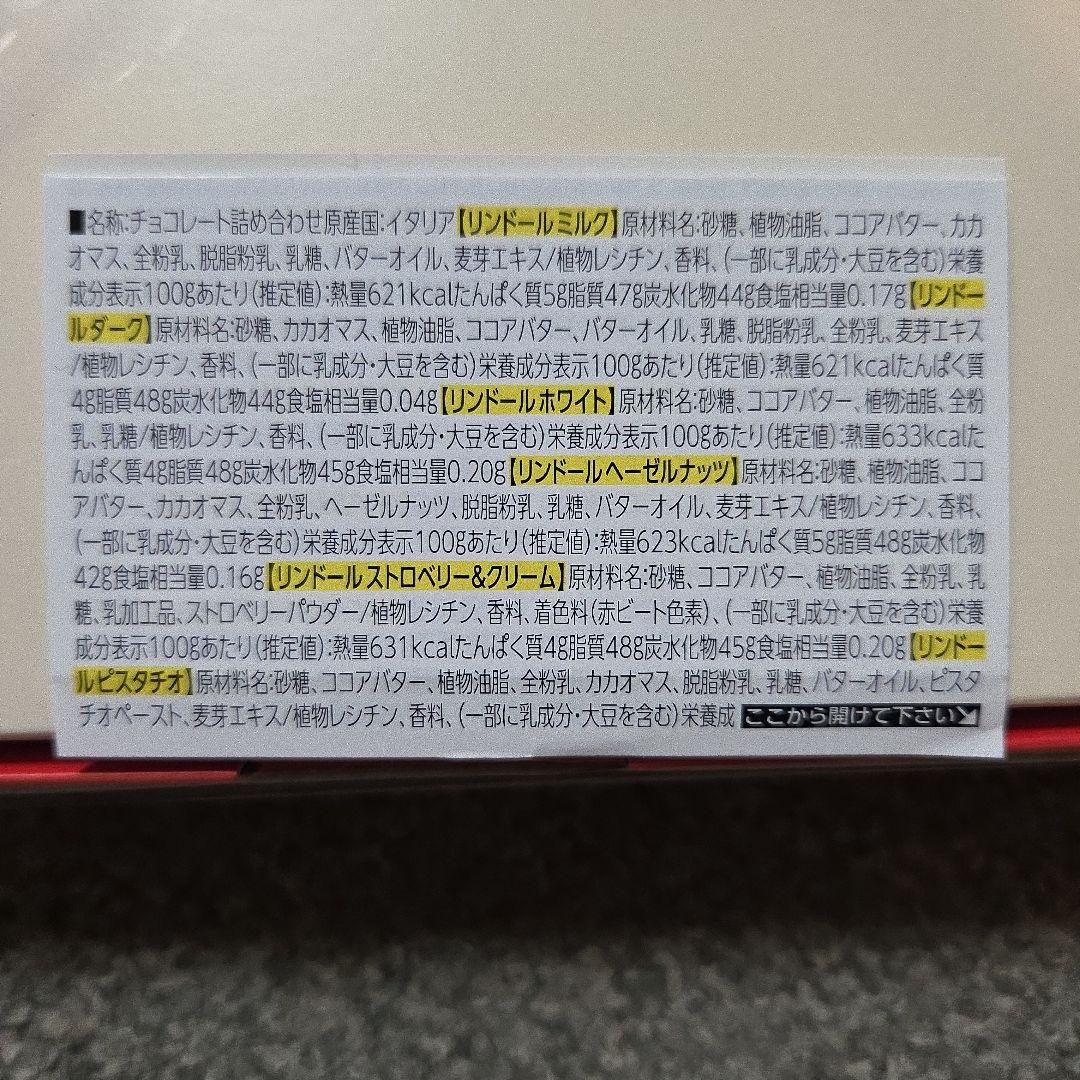 ■名称:チョコレート詰め合わせ原産国:イタリア【リンドールミルク】原材料名:砂糖、植物油脂、ココアバター、カカ
オマス、全粉乳、脱脂粉乳、乳糖、バターオイル、麦芽エキス/植物レシチン、香料、(一部に乳成分・大豆を含む)栄養
成分表示100gあたり(推定値):熱量621kcalたんぱく質5g脂質47g炭水化物44g食塩相当量0.17g【リンドー
ルダーク】原材料名:砂糖、カカオマス、植物油脂、ココアバター、バターオイル、乳糖、脱脂粉乳、全粉乳、麦芽エキス
/植物レシチン、香料、(一部に乳成分・大豆を含む)栄養成分表示100gあたり(推定値):熱量621kcalたんぱく質
4g脂質48g炭水化物44g食塩相当量0.04g【リンドールホワイト】原材料名:砂糖、ココアバター、植物油脂、全粉
乳、乳糖/植物レシチン、香料、(一部に乳成分・大豆を含む)栄養成分表示100gあたり(推定値):熱量633kcalた
んぱく質4g脂質48g炭水化物45g食塩相当量0.20g【リンドールヘーゼルナッツ】原材料名:砂糖、植物油脂、ココ
アバター、カカオマス、全粉乳、ヘーゼルナッツ、脱脂粉乳、乳糖、バターオイル、麦芽エキス/植物レシチン、香料、
(一部に乳成分・大豆を含む)栄養成分表示100gあたり(推定値):熱量623kcalたんぱく質5g脂質48g炭水化物
42g食塩相当量0.16g【リンドールストロベリー&クリーム】原材料名:砂糖、ココアバター、植物油脂、全粉乳、乳
糖、乳加工品、ストロベリーパウダー/植物レシチン、香料、着色料(赤ビート色素)、(一部に乳成分・大豆を含む)栄養
成分表示100gあたり(推定値):熱量631kcalたんぱく質4g脂質48g炭水化物45g食塩相当量0.20g【リンドー
ルピスタチオ】原材料名:砂糖、ココアバター、植物油脂、全粉乳、カカオマス、脱脂粉乳、乳糖、バターオイル、ピスタ
チオペースト、麦芽エキス/植物レシチン、香料、(一部に乳成分・大豆を含む)栄養成 ここから開けて下さい